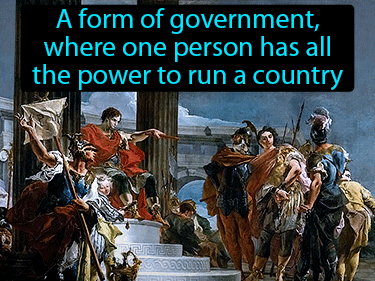 A form of government,
where one person has all
the power to run a country